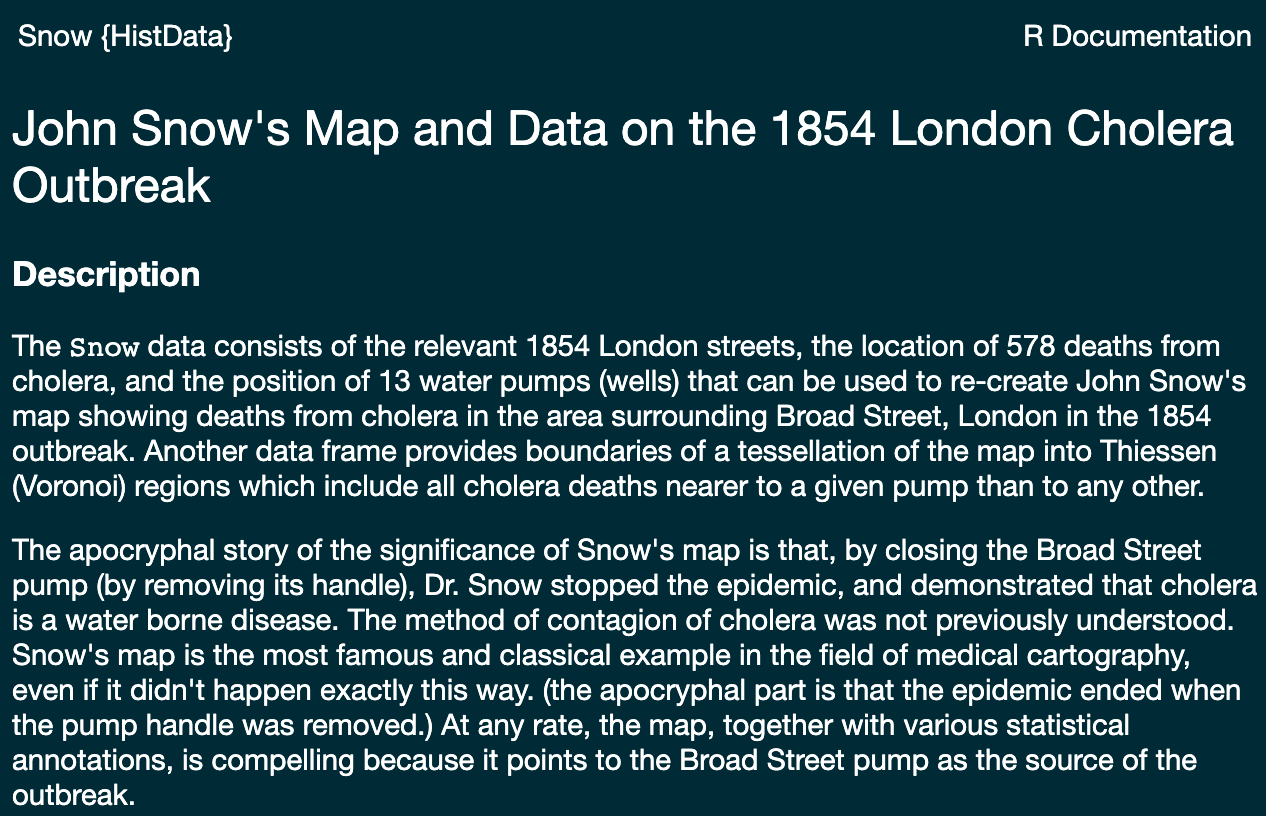 Snow {HistData} R Documentation
John Snow's Map and Data on the 1854 London Cholera
Outbreak
Description
The Snow data consists of the relevant 1854 London streets, the location of 578 deaths from
cholera, and the position of 13 water pumps (wells) that can be used to re-create John Snow's
map showing deaths from cholera in the area surrounding Broad Street, London in the 1854
outbreak. Another data frame provides boundaries of a tessellation of the map into Thiessen
(Voronoi) regions which include all cholera deaths nearer to a given pump than to any other.
The apocryphal story of the significance of Snow's map is that, by closing the Broad Street
pump (by removing its handle), Dr. Snow stopped the epidemic, and demonstrated that cholera
is a water borne disease. The method of contagion of cholera was not previously understood.
Snow's map is the most famous and classical example in the field of medical cartography,
even if it didn't happen exactly this way. (the apocryphal part is that the epidemic ended when
the pump handle was removed.) At any rate, the map, together with various statistical
annotations, is compelling because it points to the Broad Street pump as the source of the
outbreak.